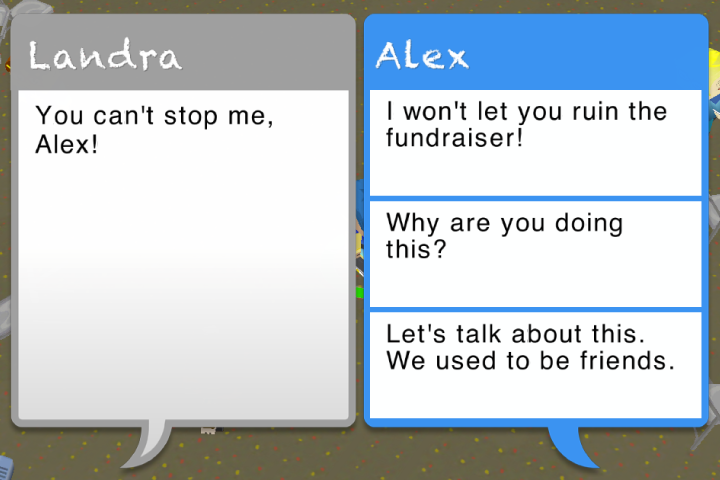 Landra
You can't stop me,
Alex!
Alex
I won't let you ruin the
fundraiser!
Why are you doing
this?
Let's talk about this.
We used to be friends.